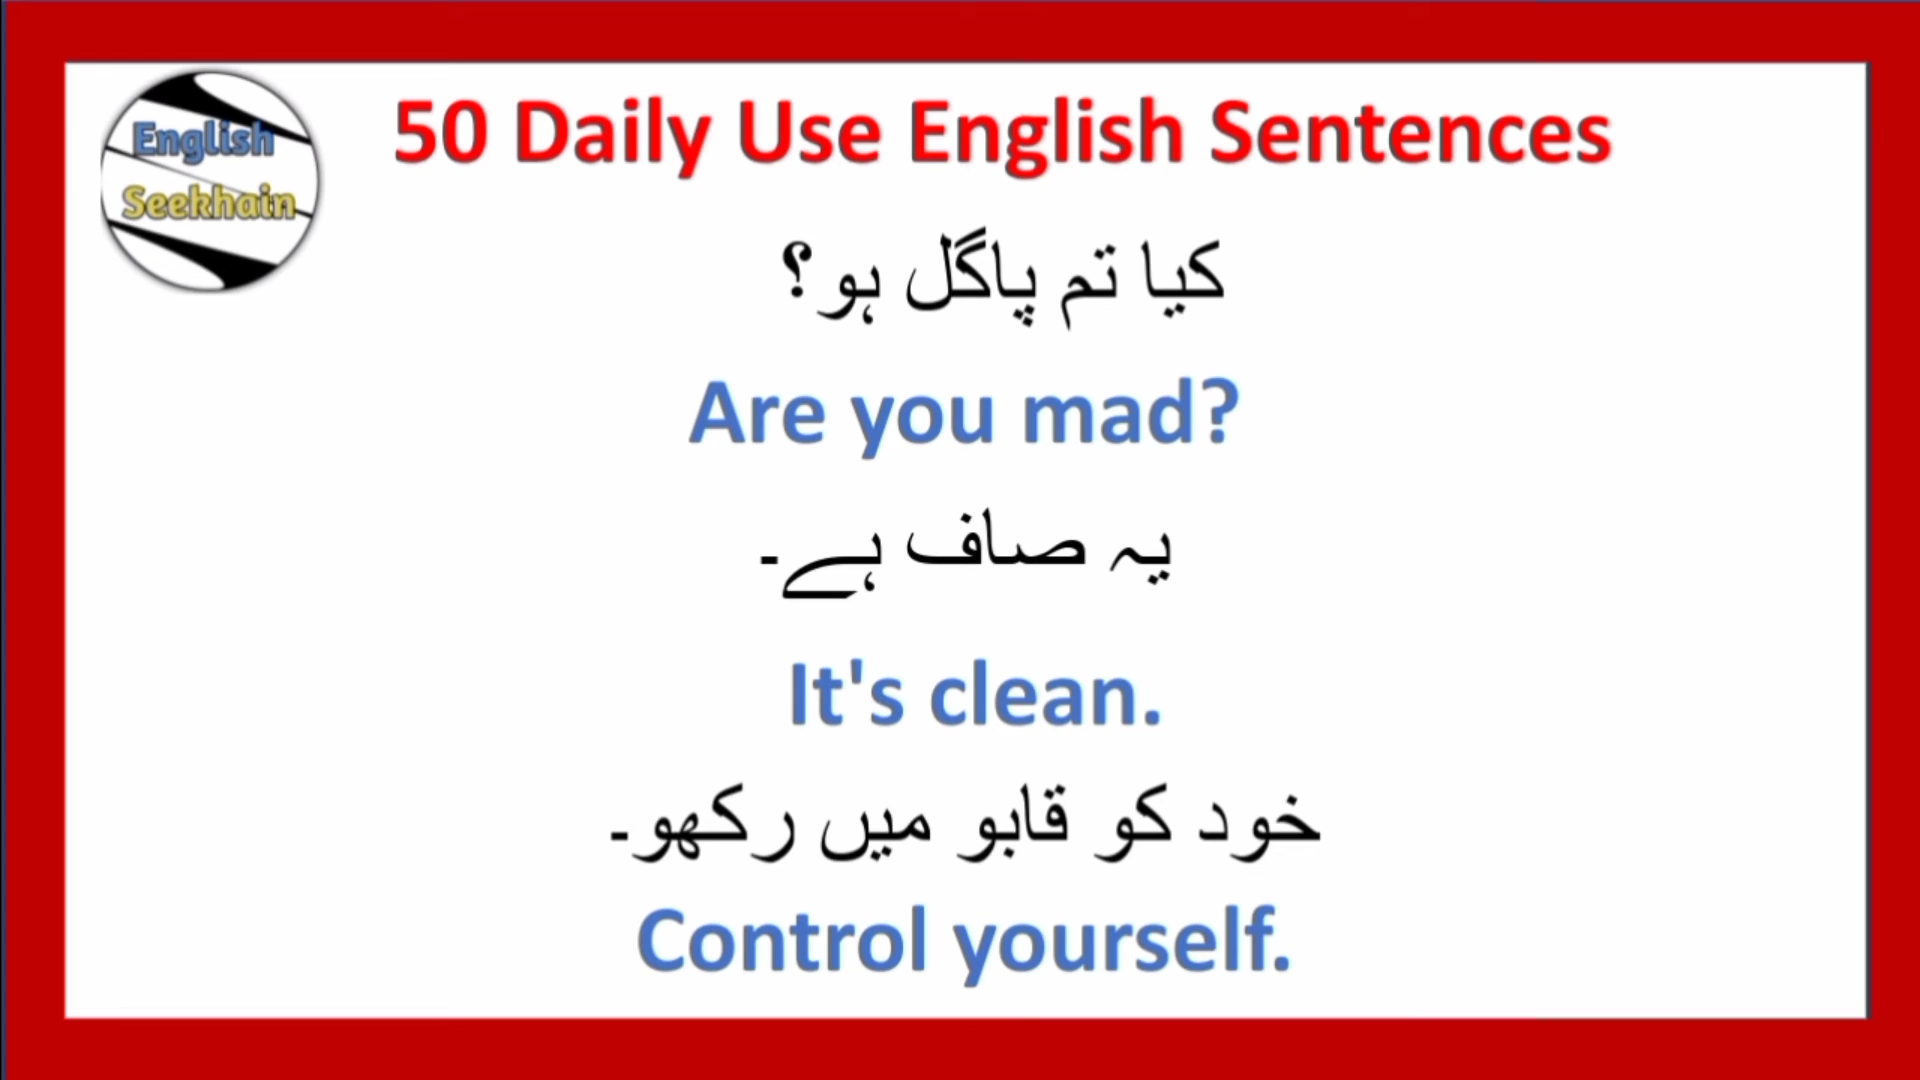 English
Seekhain
50 Daily Use English Sentences
کیا تم پاگل ہو؟
Are you mad?
یہ صاف ہے۔
It's clean.
خود کو قابو میں رکھو۔
Control yourself.